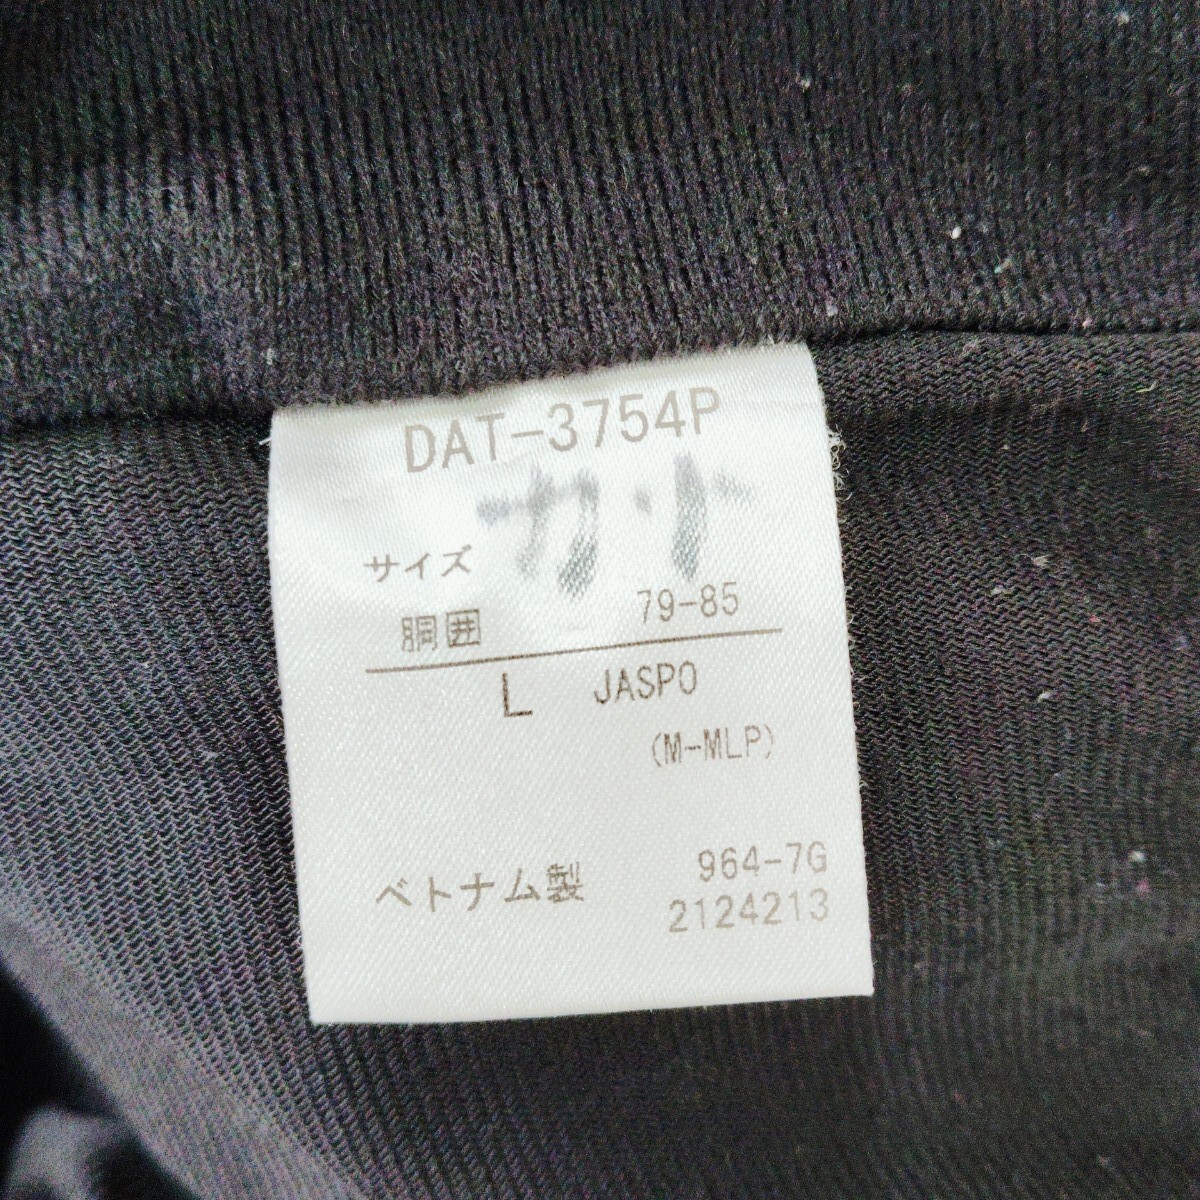 DAT-3754P
カト
サイズ
胴囲 79-85
L JASPO
(M-MLP)
964-7G
ベトナム製 2124213